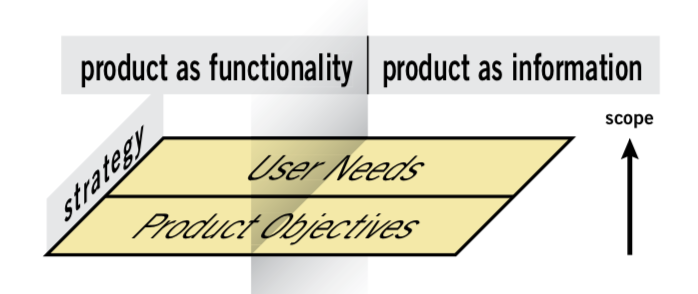 product as functionality
product as information
scope
strategy
User Needs
Product Objectives